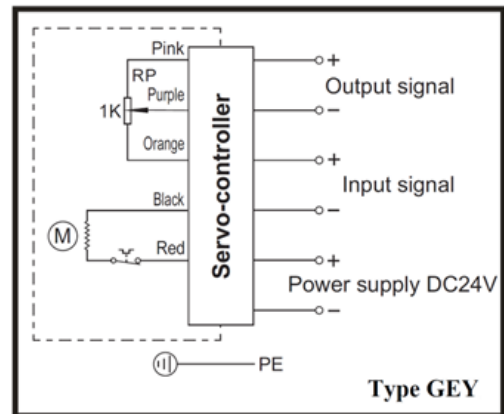 Pink
+
RP
Output signal
1K
Purple
−
Orange
+
Input signal
Black
−
M
Red
+
Servo-controller
Power supply DC24V
−
PE
Type GEY